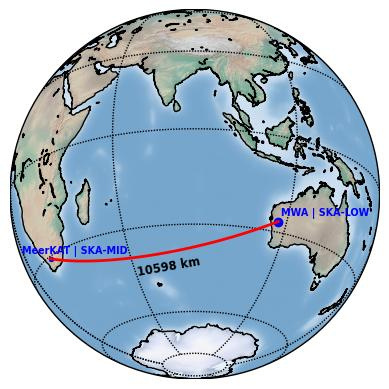 MWA | SKA-LOW
MeerKAT | SKA-MID
10598 km